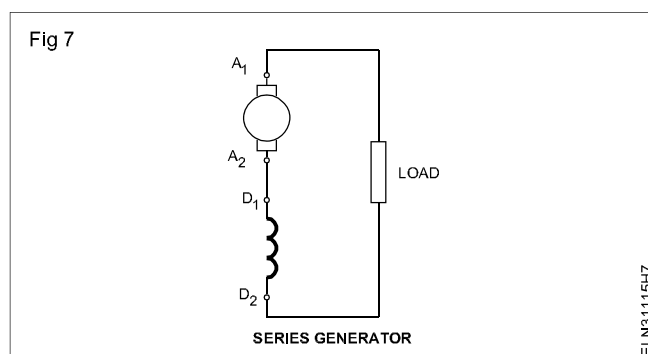 Fig 7
A1
A2
LOAD
D1
D2
SERIES GENERATOR
ELN31115H7